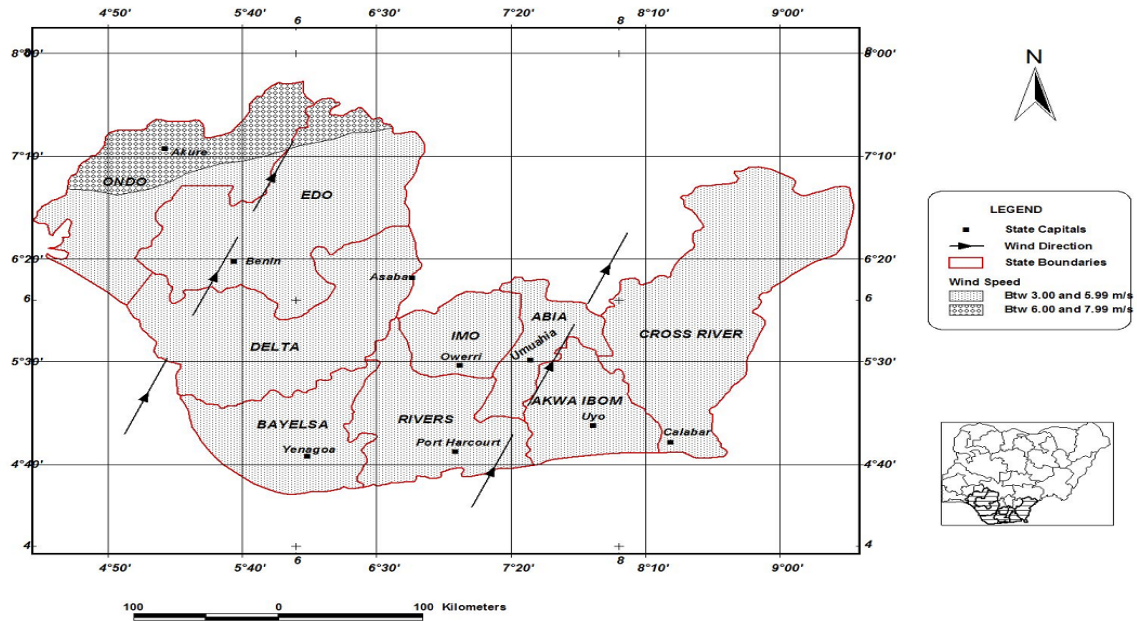 4°50' 5°40' 6 6°30' 7°20' 8 8°10' 9°00'
8°00' 8°00'
N
7°10' 7°10'
Akure
ONDO
EDO
LEGEND
State Capitals
Wind Direction
State Boundaries
Wind Speed
Btw 3.00 and 5.99 m/s
Btw 6.00 and 7.99 m/s
6°20' 6°20'
Benin
Asaba
6 6
ABIA
IMO
CROSS RIVER
DELTA
Umuahia
Owerri
5°30' 5°30'
AKWA IBOM
RIVERS
BAYELSA
Uyo
Calabar
Port Harcourt
Yenagoa
4°40' 4°40'
4 4
4°50' 5°40' 6 6°30' 7°20' 8 8°10' 9°00'
100 0 100 Kilometers